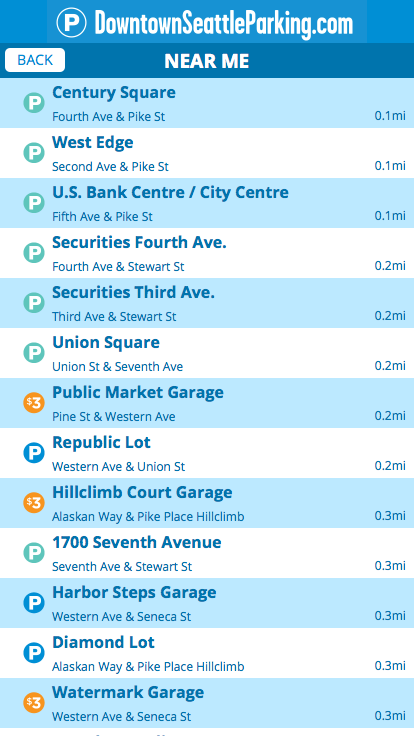 P DowntownSeattleParking.com
BACK NEAR ME
Century Square
P
Fourth Ave & Pike St 0.1mi
West Edge
P
Second Ave & Pike St 0.1mi
U.S. Bank Centre / City Centre
P
Fifth Ave & Pike St 0.1mi
Securities Fourth Ave.
P
Fourth Ave & Stewart St 0.2mi
Securities Third Ave.
P
Third Ave & Stewart St 0.2mi
Union Square
P
Union St & Seventh Ave 0.2mi
Public Market Garage
$3
Pine St & Western Ave 0.2mi
Republic Lot
P
Western Ave & Union St 0.2mi
Hillclimb Court Garage
$3
Alaskan Way & Pike Place Hillclimb 0.3mi
1700 Seventh Avenue
P
Seventh Ave & Stewart St 0.3mi
Harbor Steps Garage
P
Western Ave & Seneca St 0.3mi
Diamond Lot
P
Alaskan Way & Pike Place Hillclimb 0.3mi
Watermark Garage
$3
Western Ave & Seneca St 0.3mi